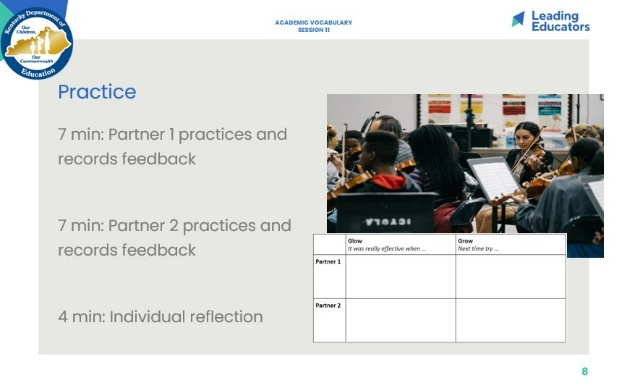 Kentucky Department of
Our
Children,
Our
Commonwealth
Education
ACADEMIC VOCABULARY
SESSION 11
Leading
Educators
Practice
7 min: Partner 1 practices and
records feedback
7 min: Partner 2 practices and
records feedback
4 min: Individual reflection
Glow
It was really effective when ...
Grow
Next time try ...
Partner 1
Partner 2
8